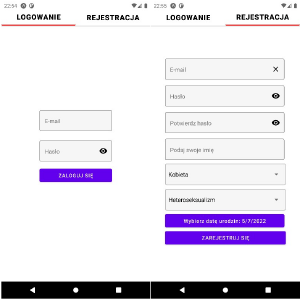 22:54
LOGOWANIE REJESTRACJA
E-mail
Hasło
ZALOGUJ SIĘ
22:55
LOGOWANIE REJESTRACJA
E-mail
Hasło
Potwierdź hasło
Podaj swoje imię
Kobieta
Heteroseksualizm
Wybierz datę urodzin: 5/7/2022
ZAREJESTRUJ SIĘ